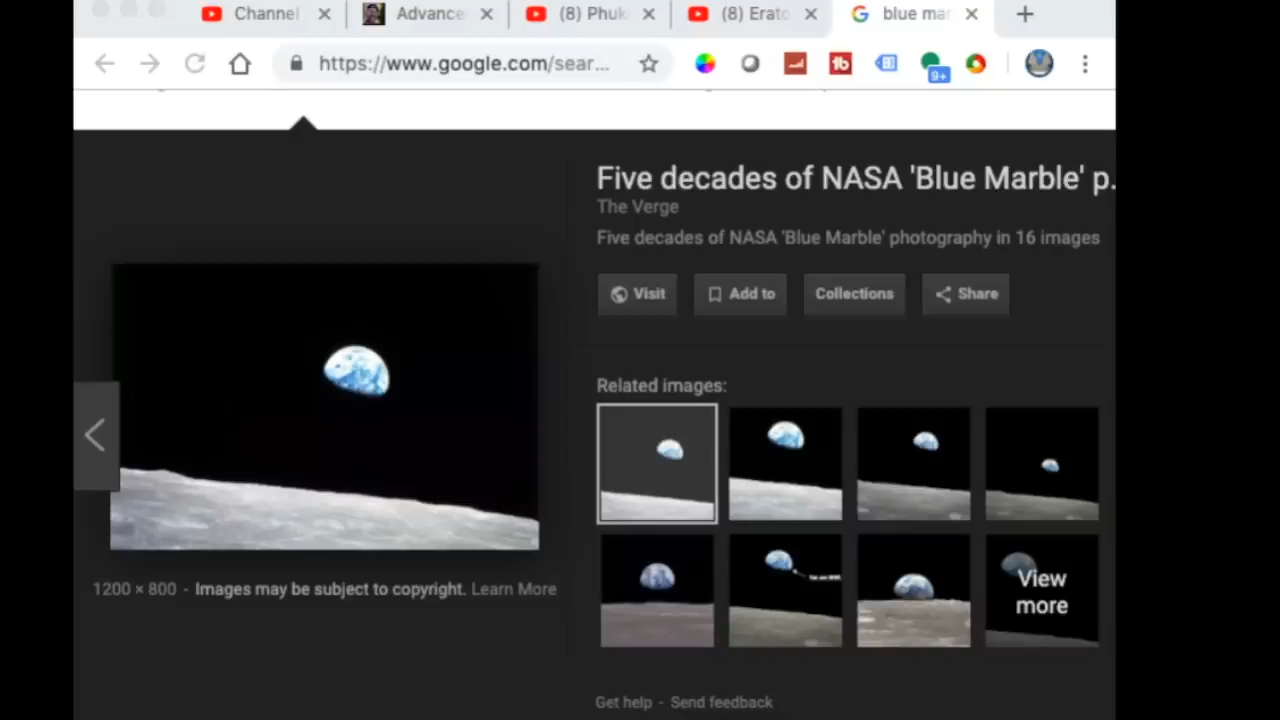 Channel
Advance
(8) Phuk
(8) Erato
blue mar
https://www.google.com/sear...
9+
Five decades of NASA 'Blue Marble' p.
The Verge
Five decades of NASA 'Blue Marble' photography in 16 images
Visit
Add to
Collections
Share
Related images:
View
more
1200 × 800 - Images may be subject to copyright. Learn More
Get help - Send feedback